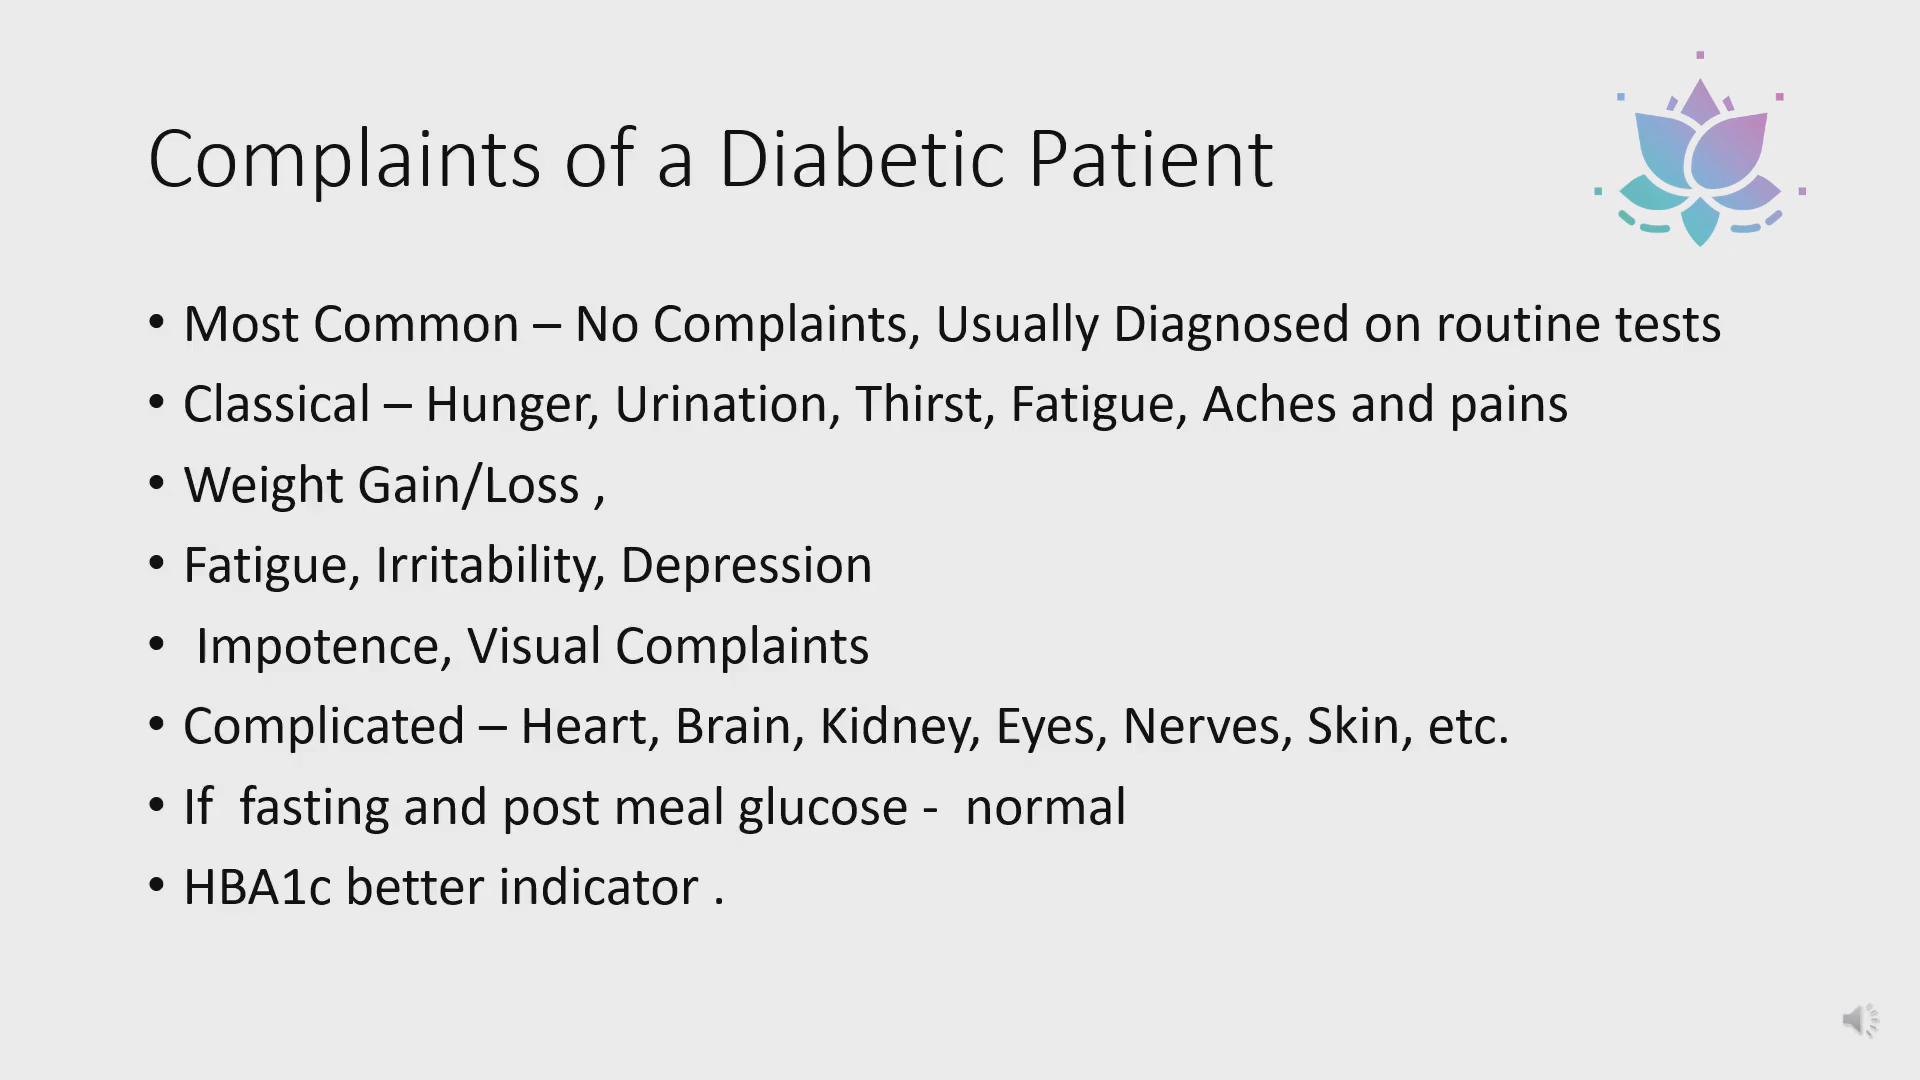 Complaints of a Diabetic Patient
• Most Common – No Complaints, Usually Diagnosed on routine tests
• Classical – Hunger, Urination, Thirst, Fatigue, Aches and pains
• Weight Gain/Loss ,
• Fatigue, Irritability, Depression
• Impotence, Visual Complaints
• Complicated – Heart, Brain, Kidney, Eyes, Nerves, Skin, etc.
• If  fasting and post meal glucose -  normal
• HBA1c better indicator .